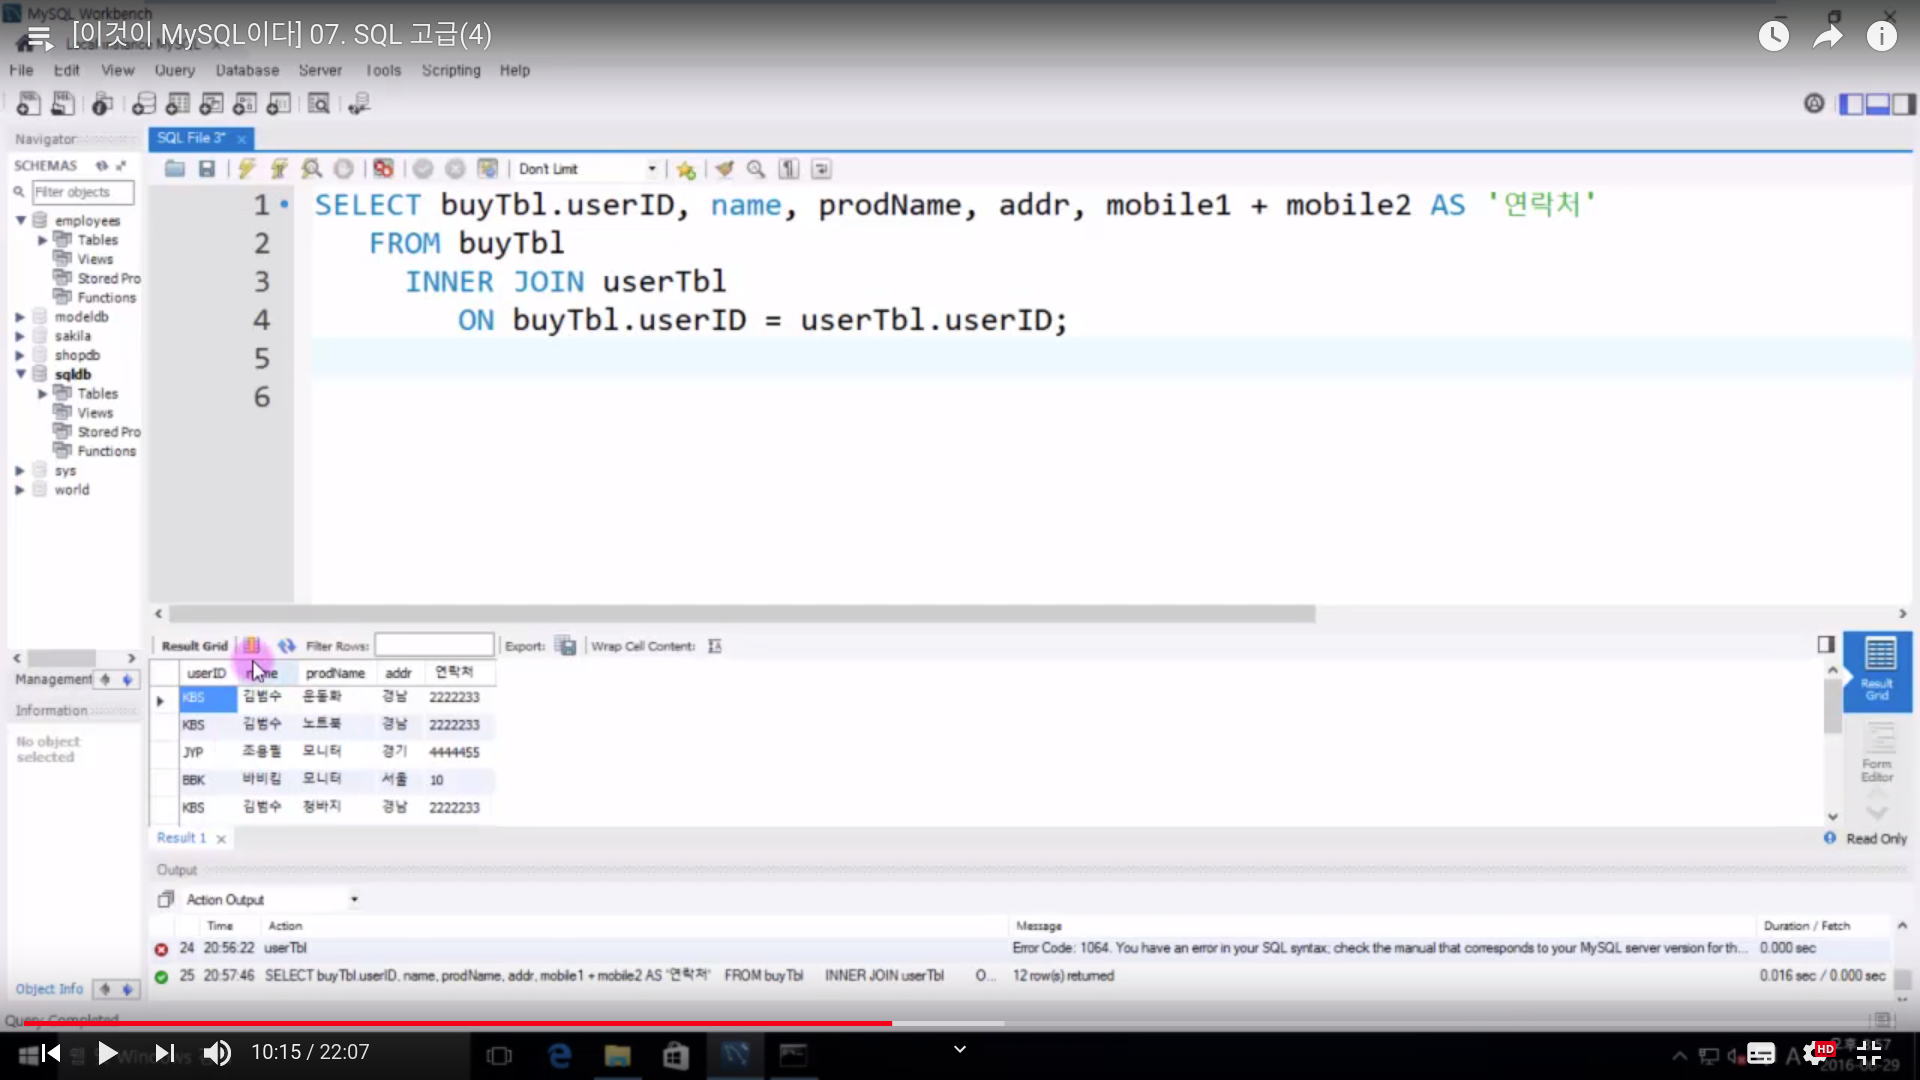 MySQL Workbench
[이것이 MySQL이다] 07. SQL 고급(4)
File Edit View Query Database Server Tools Scripting Help
Navigator
SQL File 3*
SCHEMAS
Don't Limit
Filter objects
employees
Tables
Views
Stored Pro
Functions
modeldb
sakila
shopdb
sqldb
Tables
Views
Stored Pro
Functions
sys
world
1 SELECT buyTbl.userID, name, prodName, addr, mobile1 + mobile2 AS '연락처'
2 FROM buyTbl
3 INNER JOIN userTbl
4 ON buyTbl.userID = userTbl.userID;
5
6
Management
Information
No object
selected
Result Grid Filter Rows: Export: Wrap Cell Content:
userID name prodName addr 연락처
KBS 김범수 운동화 경남 2222233
KBS 김범수 노트북 경남 2222233
JYP 조용필 모니터 경기 4444455
BBK 바비킴 모니터 서울 10
KBS 김범수 청바지 경남 2222233
Result
Grid
Form
Editor
Result 1
Read Only
Output
Action Output
Time Action Message Duration / Fetch
24 20:56:22 userTbl Error Code: 1064. You have an error in your SQL syntax; check the manual that corresponds to your MySQL server version for th... 0.000 sec
25 20:57:46 SELECT buyTbl.userID, name, prodName, addr, mobile1 + mobile2 AS '연락처' FROM buyTbl INNER JOIN userTbl O... 12 row(s) returned 0.016 sec / 0.000 sec
Object Info
Query Completed
10:15 / 22:07
HD